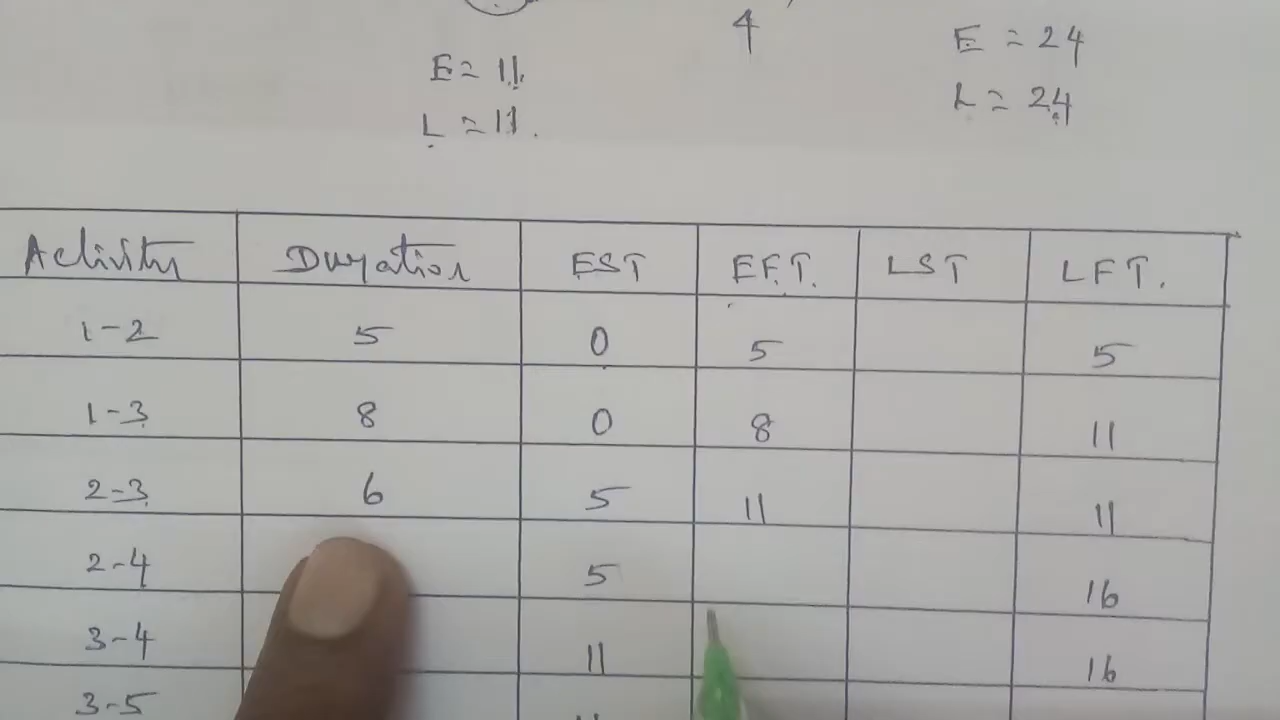 4
E = 24
E = 11
L = 24
L = 11.
Activity Duration EST E.F.T. LST LFT.
1-2 5 0 5 5
1-3 8 0 8 11
2-3 6 5 11 11
2-4 5 16
3-4 11 16
3-5